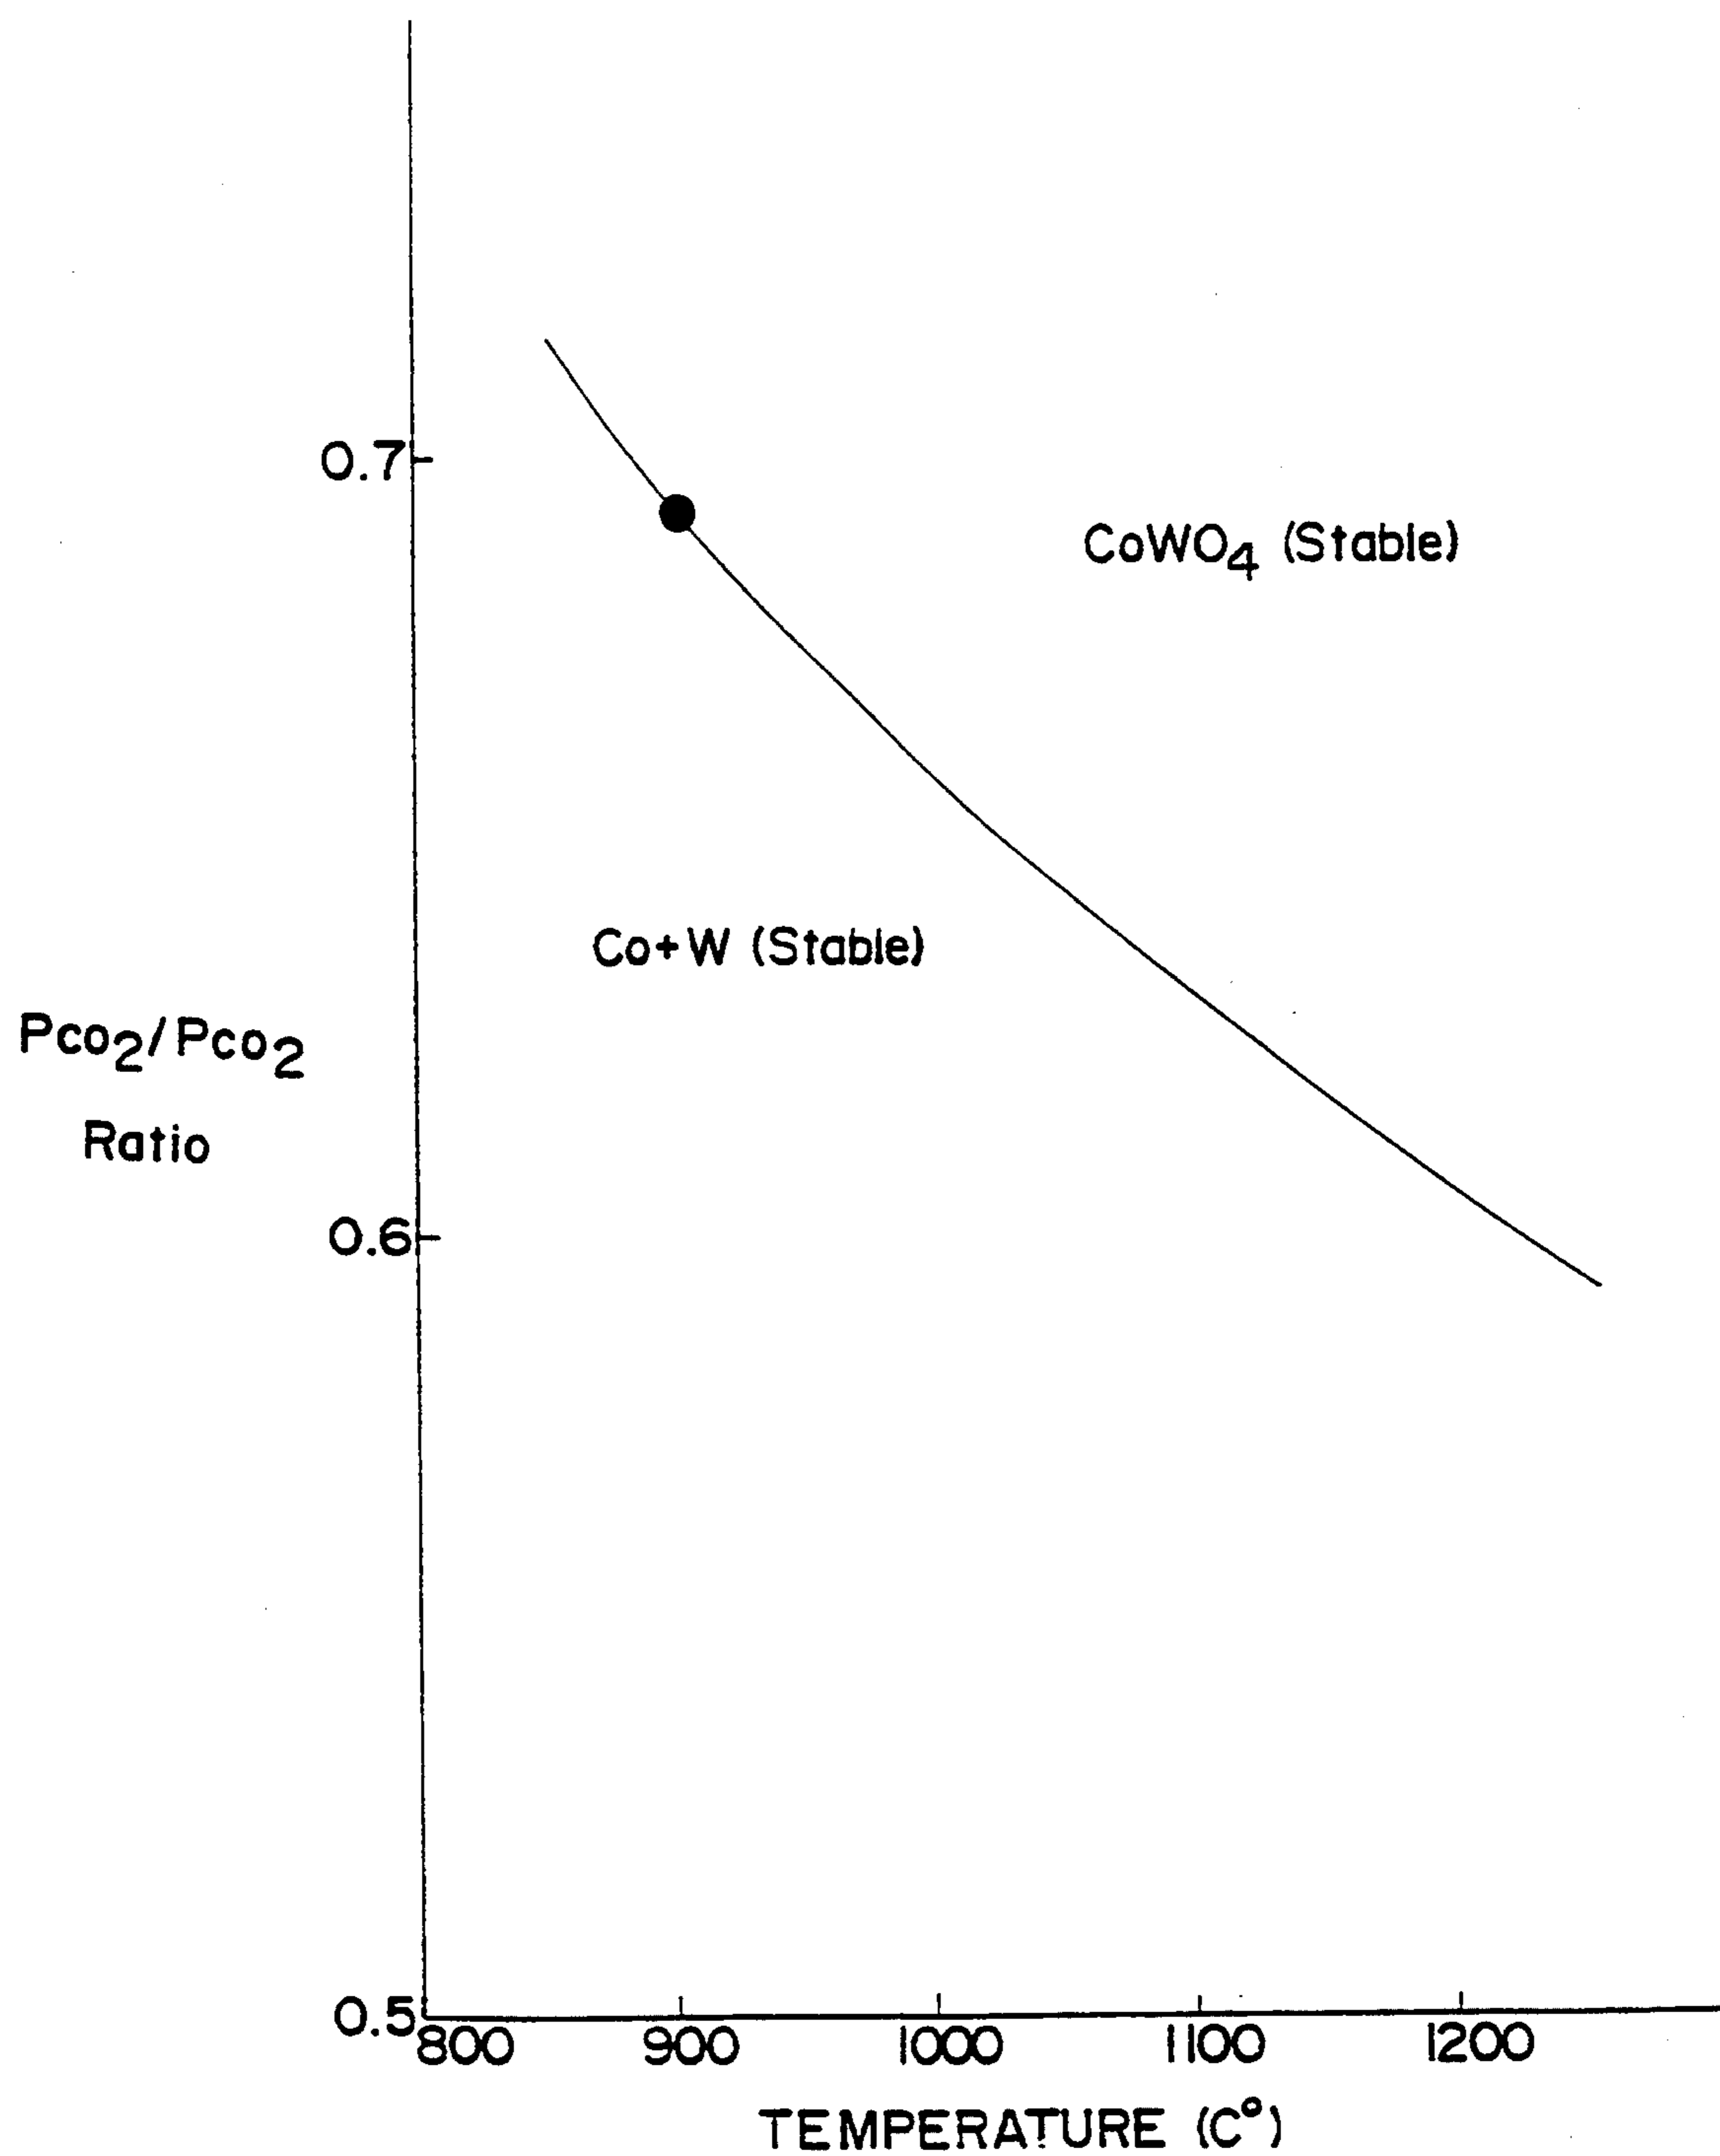 0.7
CoWO4 (Stable)
Co+W (Stable)
Pco2/Pco2
Ratio
0.6
0.5
800 900 1000 1100 1200
TEMPERATURE (C°)